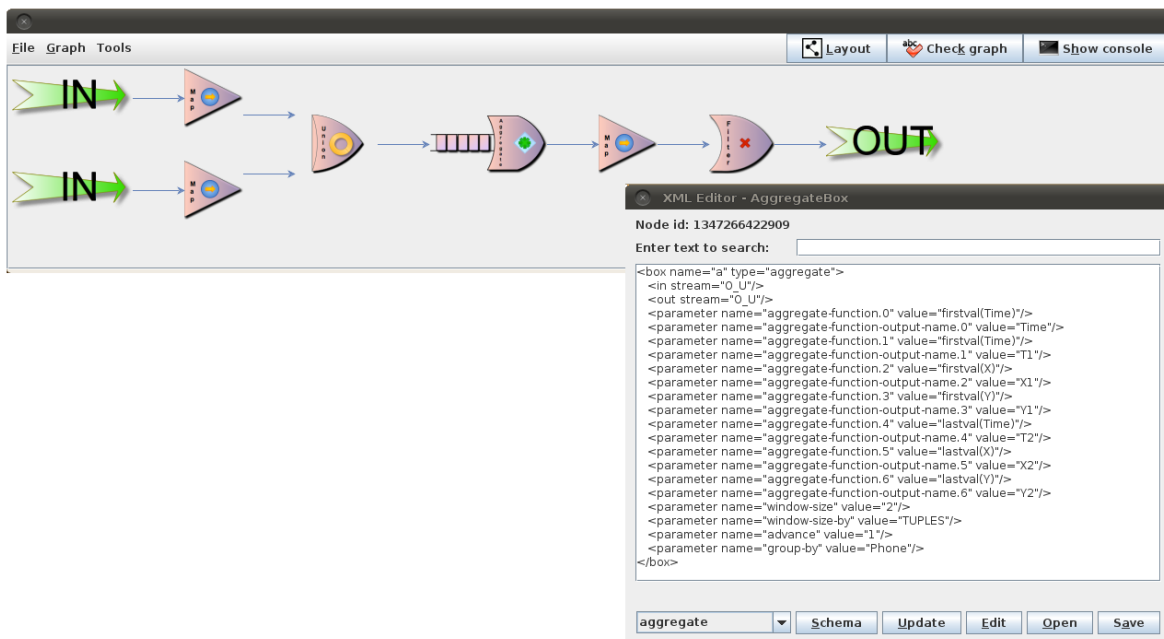 File Graph Tools
Layout
Check graph
Show console
IN
Map
IN
Map
Union
Aggregate
Map
Filter
OUT
XML Editor - AggregateBox
Node id: 1347266422909
Enter text to search:
<box name="a" type="aggregate">
<in stream="O_U"/>
<out stream="O_U"/>
<parameter name="aggregate-function.0" value="firstval(Time)"/>
<parameter name="aggregate-function-output-name.0" value="Time"/>
<parameter name="aggregate-function.1" value="firstval(Time)"/>
<parameter name="aggregate-function-output-name.1" value="T1"/>
<parameter name="aggregate-function.2" value="firstval(X)"/>
<parameter name="aggregate-function-output-name.2" value="X1"/>
<parameter name="aggregate-function.3" value="firstval(Y)"/>
<parameter name="aggregate-function-output-name.3" value="Y1"/>
<parameter name="aggregate-function.4" value="lastval(Time)"/>
<parameter name="aggregate-function-output-name.4" value="T2"/>
<parameter name="aggregate-function.5" value="lastval(X)"/>
<parameter name="aggregate-function-output-name.5" value="X2"/>
<parameter name="aggregate-function.6" value="lastval(Y)"/>
<parameter name="aggregate-function-output-name.6" value="Y2"/>
<parameter name="window-size" value="2"/>
<parameter name="window-size-by" value="TUPLES"/>
<parameter name="advance" value="1"/>
<parameter name="group-by" value="Phone"/>
</box>
aggregate
Schema
Update
Edit
Open
Save